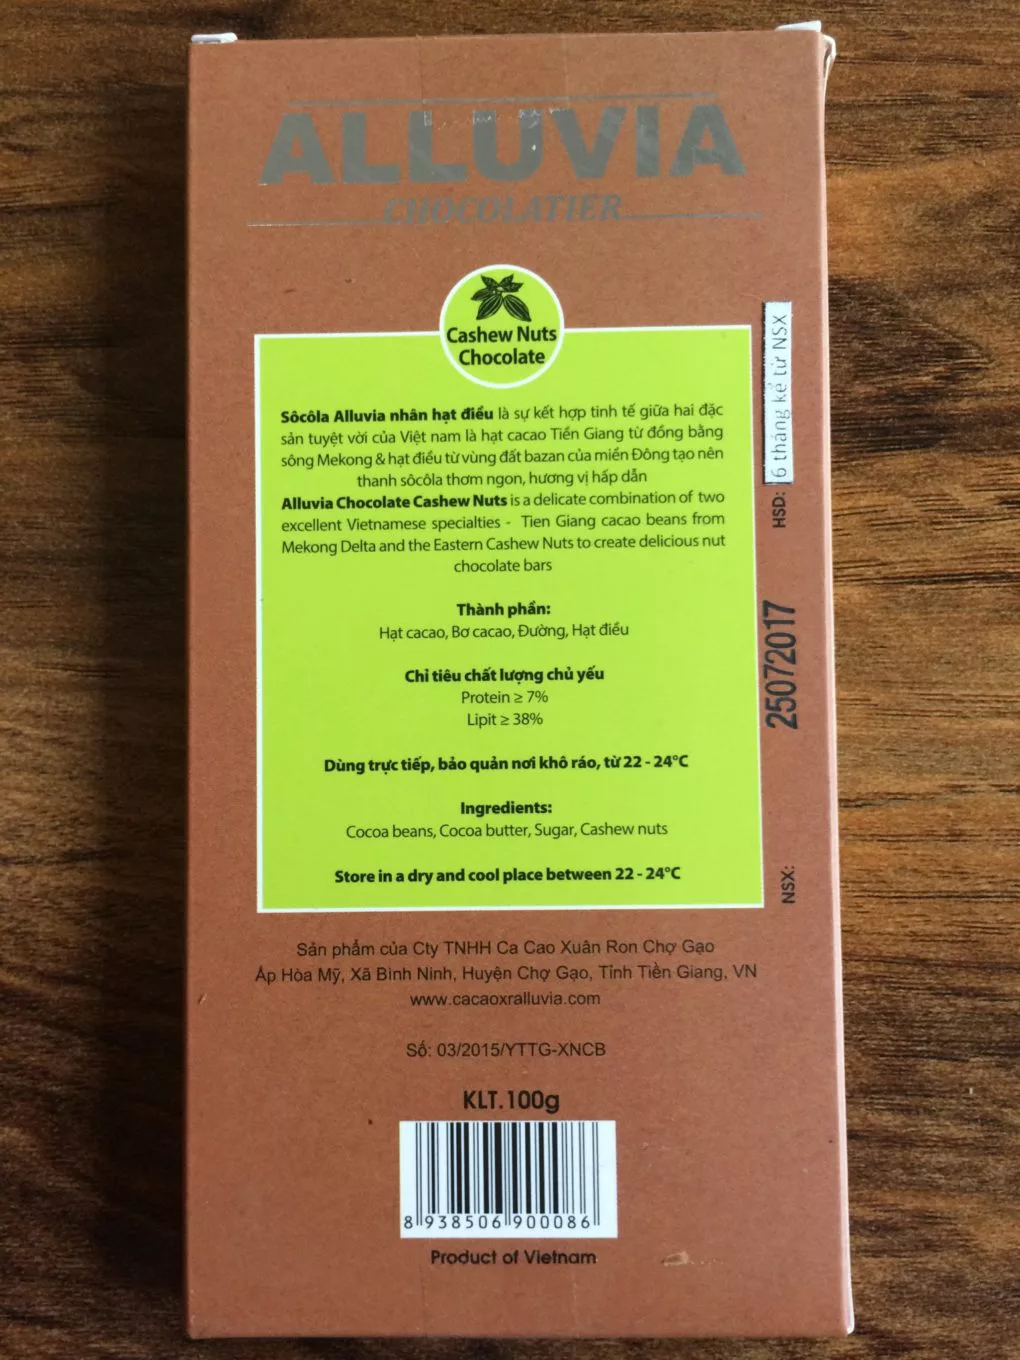 ALLUVIA
CHOCOLATIER
Cashew Nuts
Chocolate
Sôcôla Alluvia nhân hạt điều là sự kết hợp tinh tế giữa hai đặc
sản tuyệt vời của Việt nam là hạt cacao Tiền Giang từ đồng bằng
sông Mekong & hạt điều từ vùng đất bazan của miền Đông tạo nên
thanh sôcôla thơm ngon, hương vị hấp dẫn
Alluvia Chocolate Cashew Nuts is a delicate combination of two
excellent Vietnamese specialties - Tien Giang cacao beans from
Mekong Delta and the Eastern Cashew Nuts to create delicious nut
chocolate bars
Thành phần:
Hạt cacao, Bơ cacao, Đường, Hạt điều
Chỉ tiêu chất lượng chủ yếu
Protein ≥ 7%
Lipit ≥ 38%
Dùng trực tiếp, bảo quản nơi khô ráo, từ 22 - 24°C
Ingredients:
Cocoa beans, Cocoa butter, Sugar, Cashew nuts
Store in a dry and cool place between 22 - 24°C
NSX: 25072017
HSD: 6 tháng kể từ NSX
Sản phẩm của Cty TNHH Ca Cao Xuân Ron Chợ Gạo
Ấp Hòa Mỹ, Xã Bình Ninh, Huyện Chợ Gạo, Tỉnh Tiền Giang, VN
www.cacaoxralluvia.com
Số: 03/2015/YTTG-XNCB
KLT.100g
8 938506 900086
Product of Vietnam